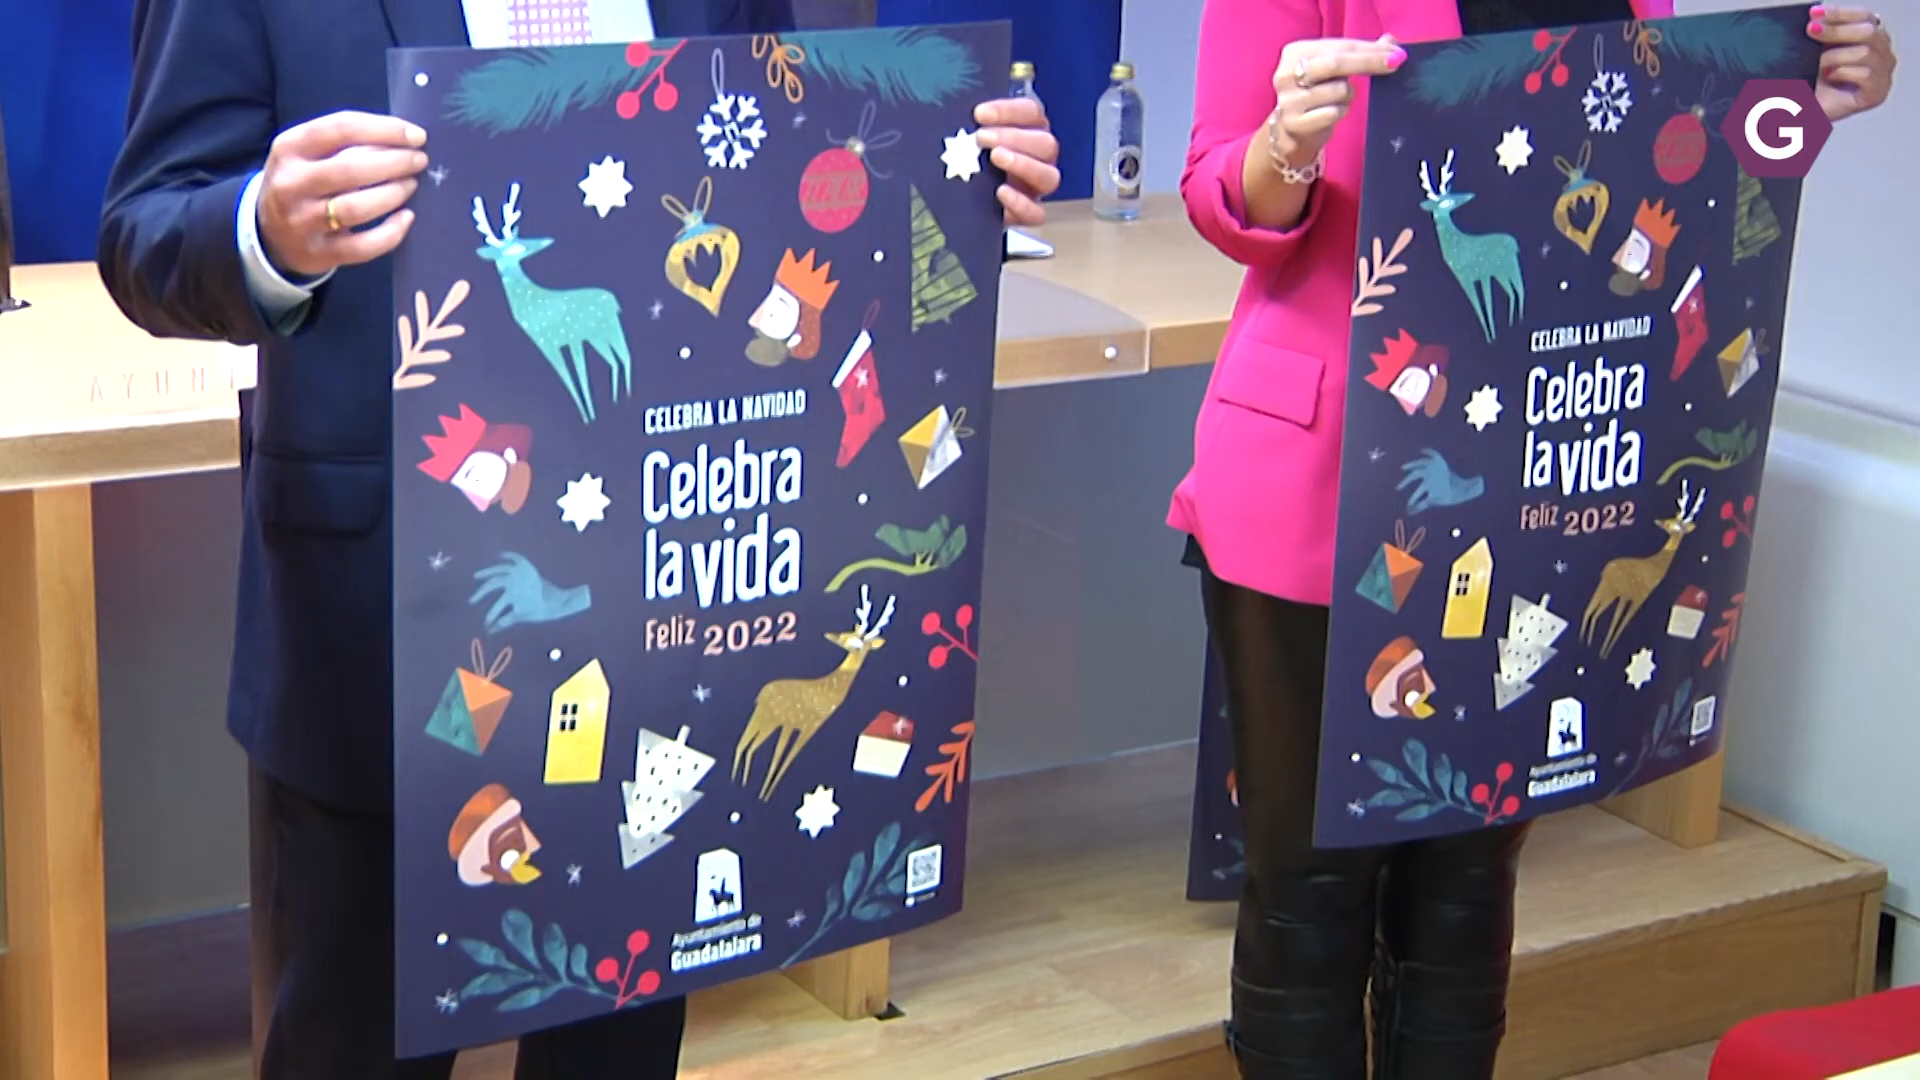 AYUNT
CELEBRA LA NAVIDAD
Celebra
la vida
Feliz 2022
Ayuntamiento de
Guadalajara
CELEBRA LA NAVIDAD
Celebra
la vida
Feliz 2022
Ayuntamiento de
Guadalajara
G